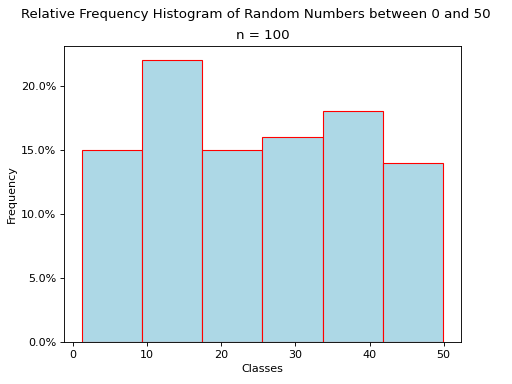 Relative Frequency Histogram of Random Numbers between 0 and 50
n = 100
20.0%
15.0%
10.0%
5.0%
0.0%
Frequency
0 10 20 30 40 50
Classes